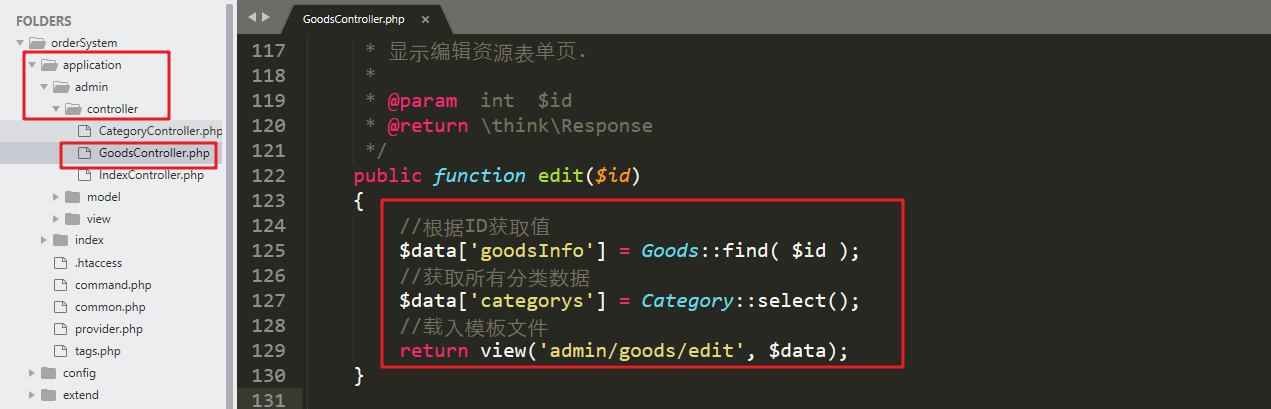 FOLDERS
orderSystem
application
admin
controller
CategoryController.php
GoodsController.php
IndexController.php
model
view
index
.htaccess
command.php
common.php
provider.php
tags.php
config
extend
GoodsController.php ×
117 * 显示编辑资源表单页.
118 *
119 * @param  int  $id
120 * @return \think\Response
121 */
122 public function edit($id)
123 {
124 //根据ID获取值
125 $data['goodsInfo'] = Goods::find( $id );
126 //获取所有分类数据
127 $data['categorys'] = Category::select();
128 //载入模板文件
129 return view('admin/goods/edit', $data);
130 }
131